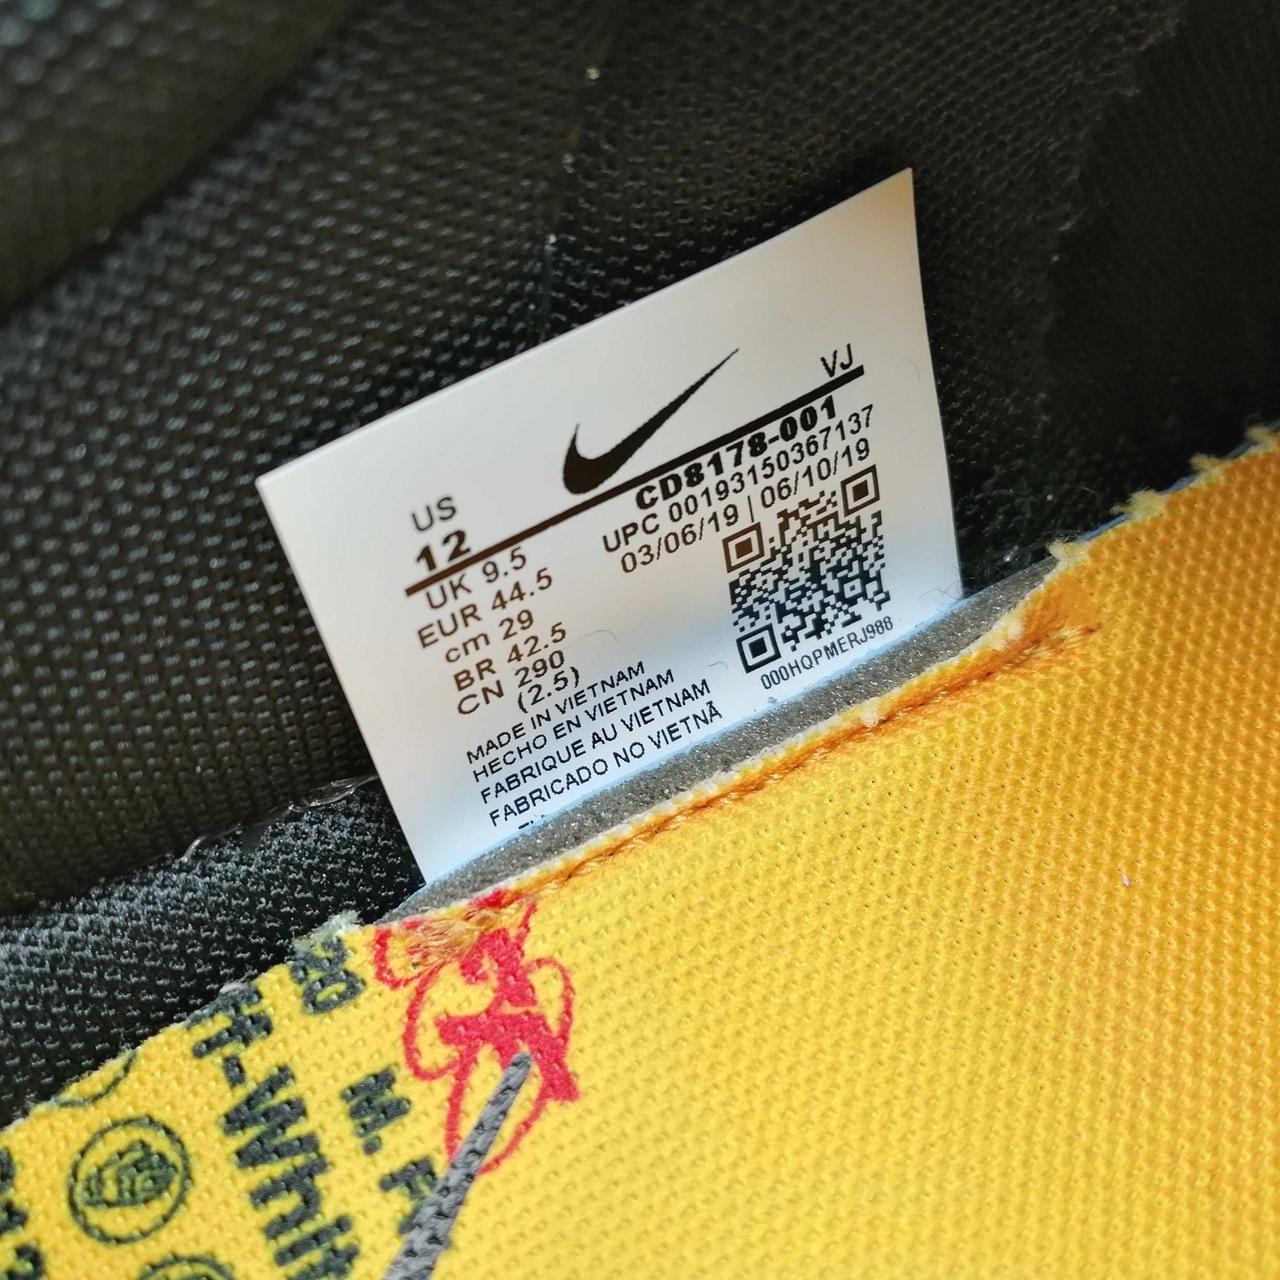 VJ
US
12
CD8178-001
UPC 00193150367137
03/06/19 | 06/10/19
UK 9.5
EUR 44.5
cm 29
BR 42.5
CN 290
(2.5)
000HQPMERJ988
MADE IN VIETNAM
HECHO EN VIETNAM
FABRIQUE AU VIETNAM
FABRICADO NO VIETNÃ
M.